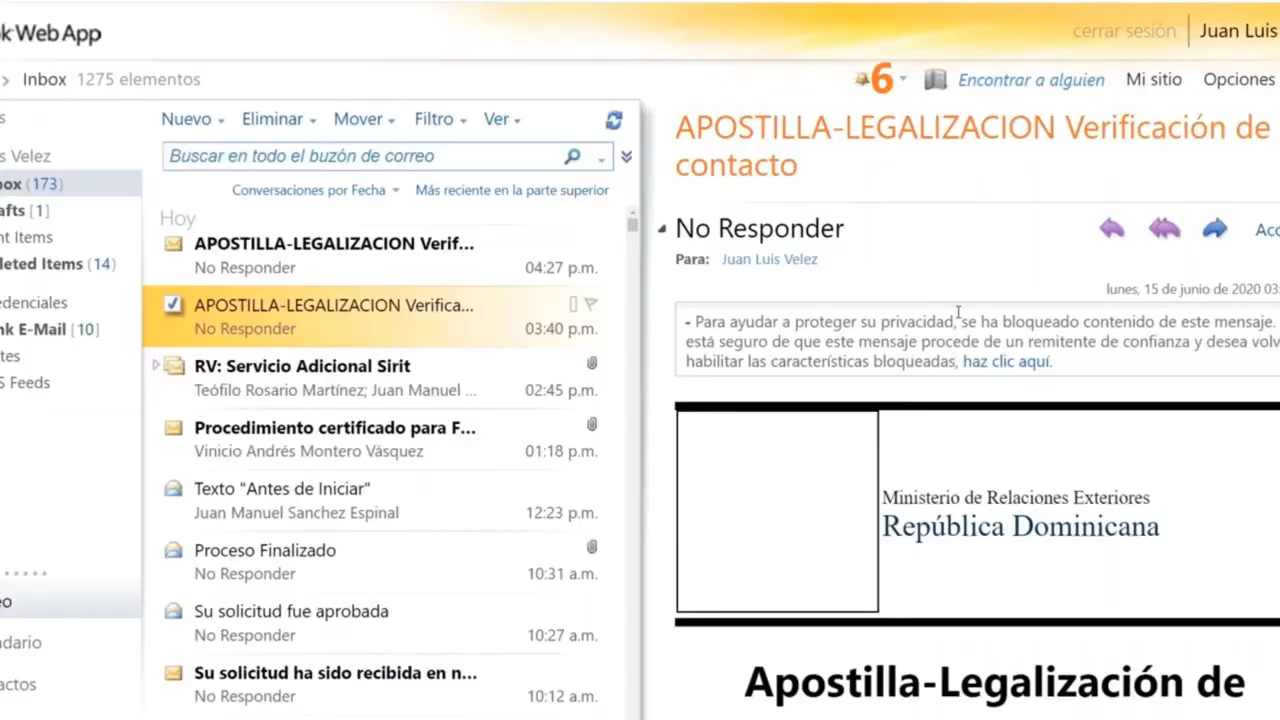 k Web App
cerrar sesión
Juan Luis
Inbox 1275 elementos
6
Encontrar a alguien
Mi sitio
Opciones
s
s Velez
box (173)
afts [1]
nt Items
leted Items (14)
edenciales
nk E-Mail [10]
tes
S Feeds
eo
ndario
actos
Nuevo
Eliminar
Mover
Filtro
Ver
Buscar en todo el buzón de correo
Conversaciones por Fecha
Más reciente en la parte superior
Hoy
APOSTILLA-LEGALIZACION Verif...
No Responder 04:27 p.m.
APOSTILLA-LEGALIZACION Verifica...
No Responder 03:40 p.m.
RV: Servicio Adicional Sirit
Teófilo Rosario Martínez; Juan Manuel ... 02:45 p.m.
Procedimiento certificado para F...
Vinicio Andrés Montero Vásquez 01:18 p.m.
Texto "Antes de Iniciar"
Juan Manuel Sanchez Espinal 12:23 p.m.
Proceso Finalizado
No Responder 10:31 a.m.
Su solicitud fue aprobada
No Responder 10:27 a.m.
Su solicitud ha sido recibida en n...
No Responder 10:12 a.m.
APOSTILLA-LEGALIZACION Verificación de
contacto
No Responder
Acc
Para: Juan Luis Velez
lunes, 15 de junio de 2020 03:
- Para ayudar a proteger su privacidad, se ha bloqueado contenido de este mensaje.
está seguro de que este mensaje procede de un remitente de confianza y desea volv
habilitar las características bloqueadas, haz clic aquí.
Ministerio de Relaciones Exteriores
República Dominicana
Apostilla-Legalización de